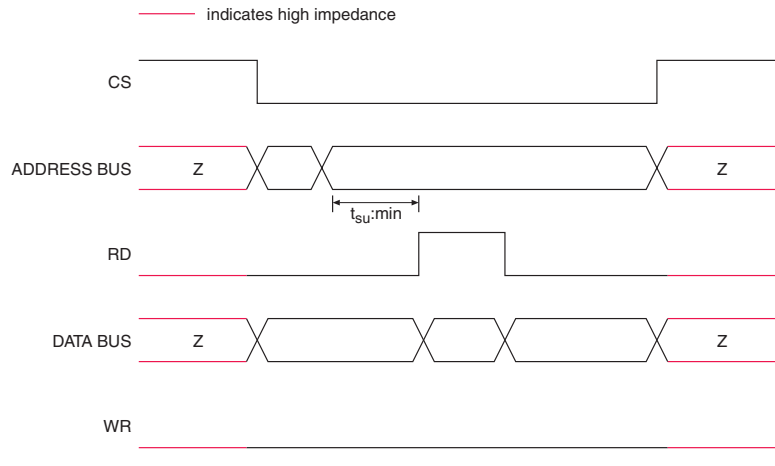 indicates high impedance
CS
ADDRESS BUS
Z
Z
tsu:min
RD
DATA BUS
Z
Z
WR